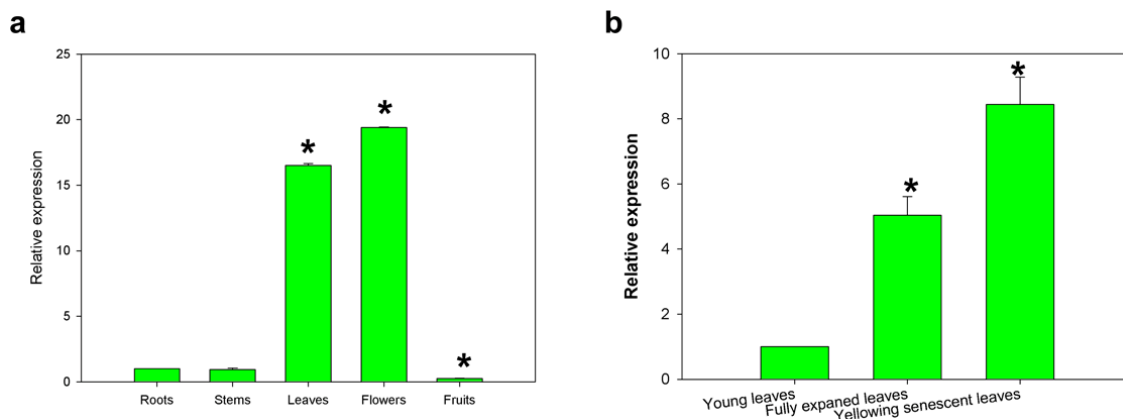 a
25
20
15
10
5
0
Relative expression
*
*
*
Roots Stems Leaves Flowers Fruits
b
10
8
6
4
2
0
Relative expression
*
*
Young leaves
Fully expaned leaves
Yellowing senescent leaves